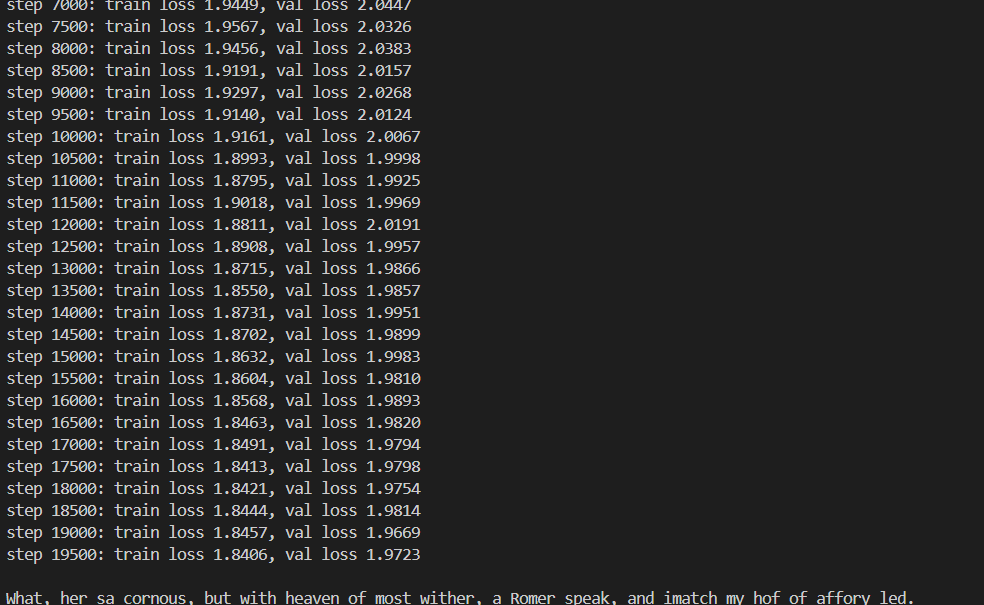 step 7000: train loss 1.9449, val loss 2.0447
step 7500: train loss 1.9567, val loss 2.0326
step 8000: train loss 1.9456, val loss 2.0383
step 8500: train loss 1.9191, val loss 2.0157
step 9000: train loss 1.9297, val loss 2.0268
step 9500: train loss 1.9140, val loss 2.0124
step 10000: train loss 1.9161, val loss 2.0067
step 10500: train loss 1.8993, val loss 1.9998
step 11000: train loss 1.8795, val loss 1.9925
step 11500: train loss 1.9018, val loss 1.9969
step 12000: train loss 1.8811, val loss 2.0191
step 12500: train loss 1.8908, val loss 1.9957
step 13000: train loss 1.8715, val loss 1.9866
step 13500: train loss 1.8550, val loss 1.9857
step 14000: train loss 1.8731, val loss 1.9951
step 14500: train loss 1.8702, val loss 1.9899
step 15000: train loss 1.8632, val loss 1.9983
step 15500: train loss 1.8604, val loss 1.9810
step 16000: train loss 1.8568, val loss 1.9893
step 16500: train loss 1.8463, val loss 1.9820
step 17000: train loss 1.8491, val loss 1.9794
step 17500: train loss 1.8413, val loss 1.9798
step 18000: train loss 1.8421, val loss 1.9754
step 18500: train loss 1.8444, val loss 1.9814
step 19000: train loss 1.8457, val loss 1.9669
step 19500: train loss 1.8406, val loss 1.9723
What, her sa cornous, but with heaven of most wither, a Romer speak, and imatch my hof of affory led.